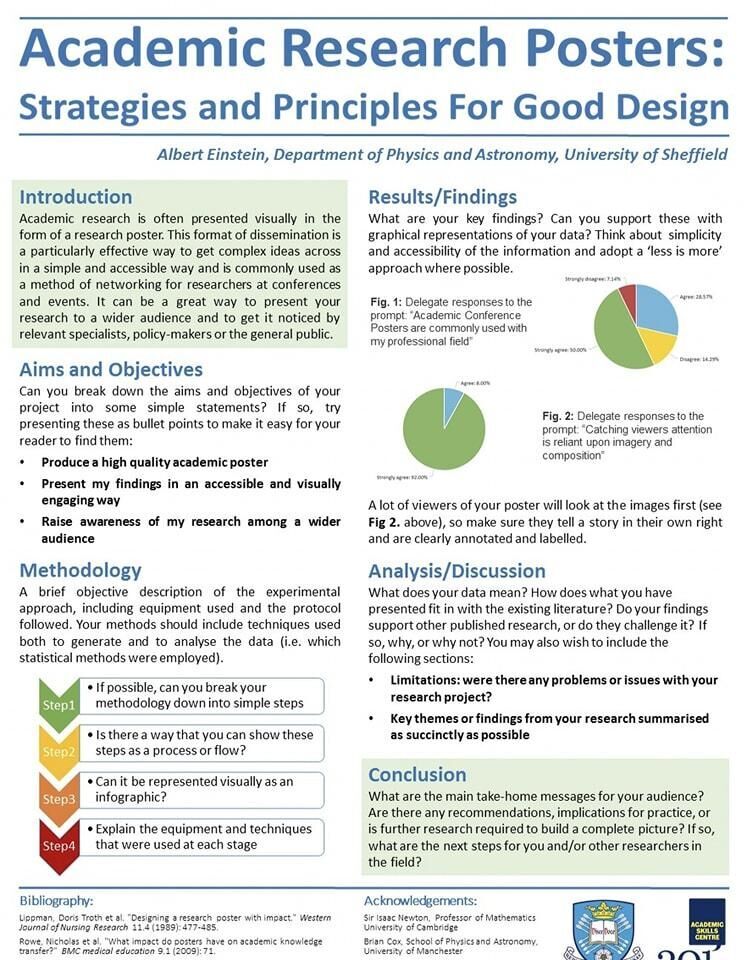 Academic Research Posters:
Strategies and Principles For Good Design
Albert Einstein, Department of Physics and Astronomy, University of Sheffield
Introduction
Academic research is often presented visually in the
form of a research poster. This format of dissemination is
a particularly effective way to get complex ideas across
in a simple and accessible way and is commonly used as
a method of networking for researchers at conferences
and events. It can be a great way to present your
research to a wider audience and to get it noticed by
relevant specialists, policy-makers or the general public.
Aims and Objectives
Can you break down the aims and objectives of your
project into some simple statements? If so, try
presenting these as bullet points to make it easy for your
reader to find them:
• Produce a high quality academic poster
• Present my findings in an accessible and visually
engaging way
• Raise awareness of my research among a wider
audience
Methodology
A brief objective description of the experimental
approach, including equipment used and the protocol
followed. Your methods should include techniques used
both to generate and to analyse the data (i.e. which
statistical methods were employed).
Step1
• If possible, can you break your
methodology down into simple steps
Step2
• Is there a way that you can show these
steps as a process or flow?
Step3
• Can it be represented visually as an
infographic?
Step4
• Explain the equipment and techniques
that were used at each stage
Results/Findings
What are your key findings? Can you support these with
graphical representations of your data? Think about simplicity
and accessibility of the information and adopt a ‘less is more’
approach where possible.
Fig. 1: Delegate responses to the
prompt: “Academic Conference
Posters are commonly used with
my professional field”
Strongly disagree: 7.14%
Agree: 28.57%
Disagree: 14.29%
Strongly agree: 50.00%
Agree: 8.00%
Strongly agree: 92.00%
Fig. 2: Delegate responses to the
prompt: “Catching viewers attention
is reliant upon imagery and
composition”
A lot of viewers of your poster will look at the images first (see
Fig 2. above), so make sure they tell a story in their own right
and are clearly annotated and labelled.
Analysis/Discussion
What does your data mean? How does what you have
presented fit in with the existing literature? Do your findings
support other published research, or do they challenge it? If
so, why, or why not? You may also wish to include the
following sections:
• Limitations: were there any problems or issues with your
research project?
• Key themes or findings from your research summarised
as succinctly as possible
Conclusion
What are the main take-home messages for your audience?
Are there any recommendations, implications for practice, or
is further research required to build a complete picture? If so,
what are the next steps for you and/or other researchers in
the field?
Bibliography:
Lippman, Doris Troth et al. "Designing a research poster with impact." Western
Journal of Nursing Research 11.4 (1989): 477-485.
Rowe, Nicholas et al. "What impact do posters have on academic knowledge
transfer?" BMC medical education 9.1 (2009): 71.
Acknowledgements:
Sir Isaac Newton, Professor of Mathematics
University of Cambridge
Brian Cox, School of Physics and Astronomy,
University of Manchester
ACADEMIC
SKILLS
CENTRE